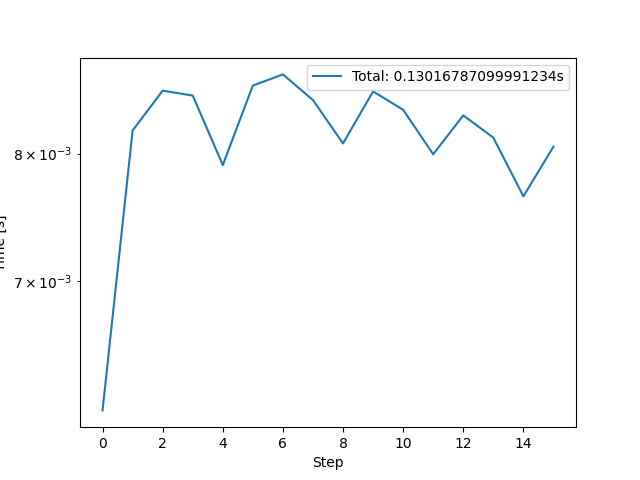 Total: 0.13016787099991234s
8 × 10⁻³
7 × 10⁻³
[s]
0 2 4 6 8 10 12 14
Step